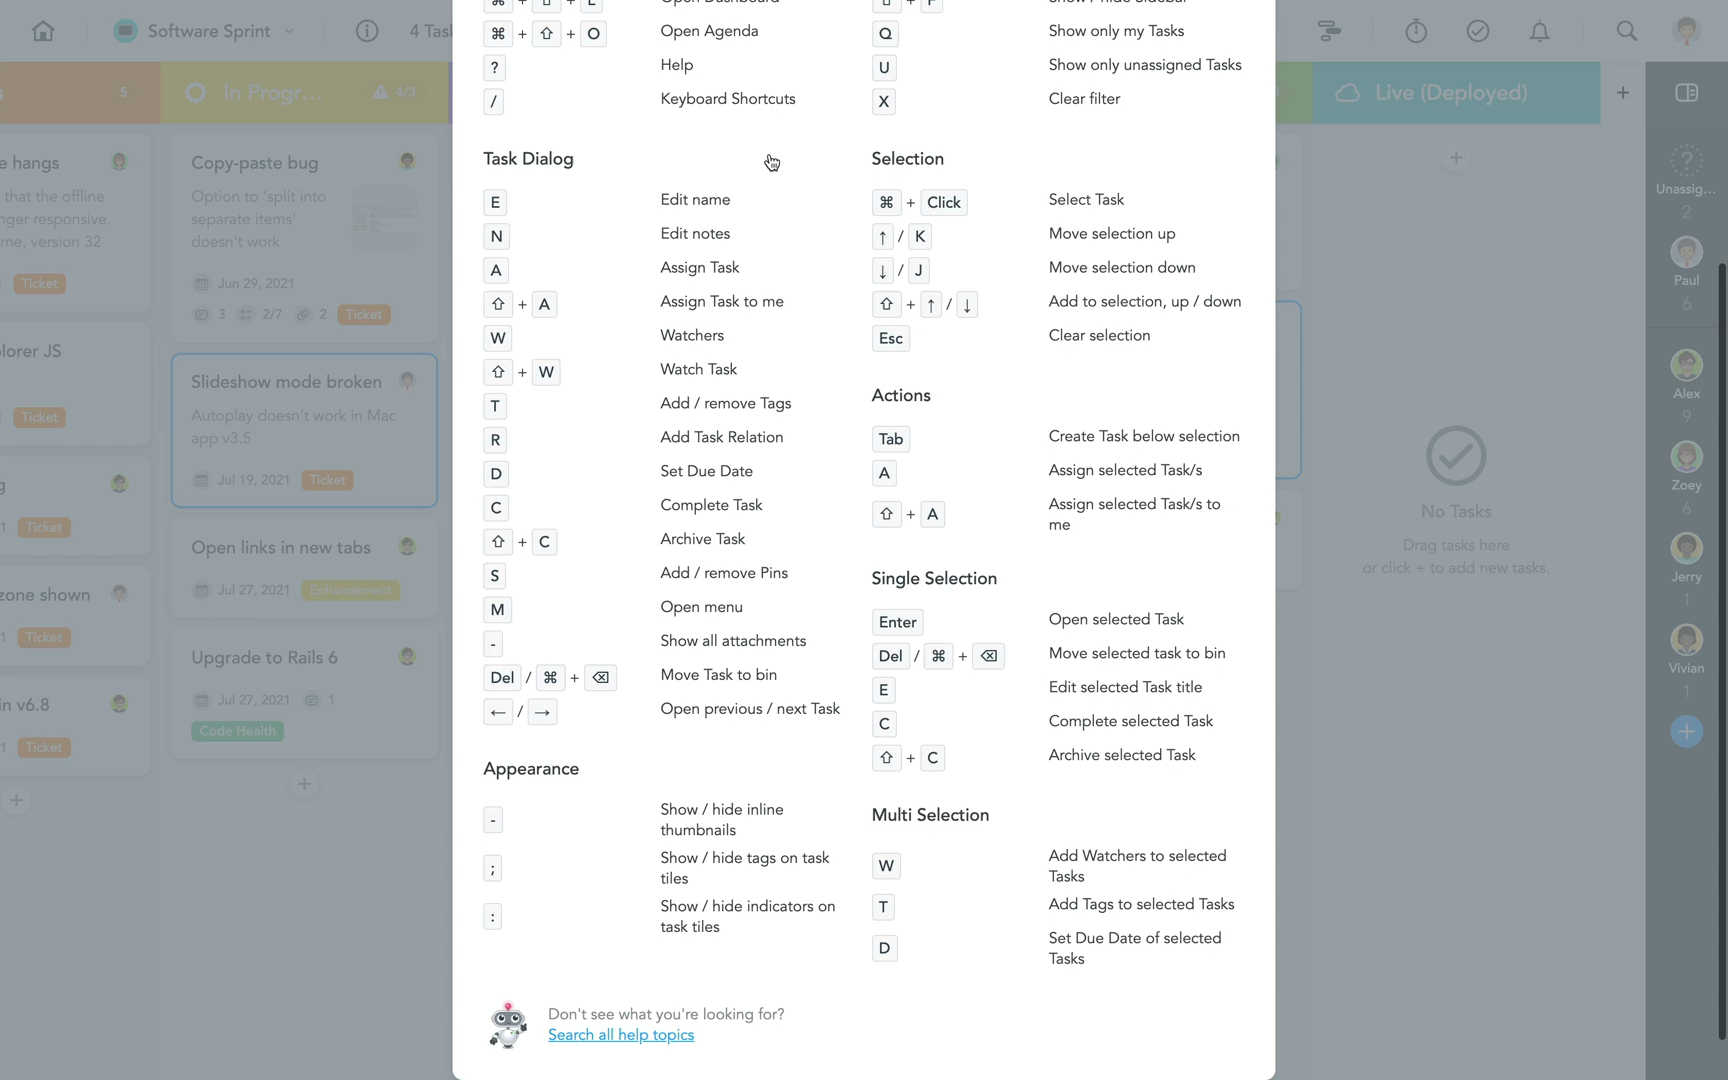 Software Sprint
4 Task
5
In Progr...
4/3
Live (Deployed)
⌘ + ⇧ + O Open Agenda
? Help
/ Keyboard Shortcuts
Q Show only my Tasks
U Show only unassigned Tasks
X Clear filter
Task Dialog
E Edit name
N Edit notes
A Assign Task
⇧ + A Assign Task to me
W Watchers
⇧ + W Watch Task
T Add / remove Tags
R Add Task Relation
D Set Due Date
C Complete Task
⇧ + C Archive Task
S Add / remove Pins
M Open menu
- Show all attachments
Del / ⌘ + ⌫ Move Task to bin
← / → Open previous / next Task
Appearance
- Show / hide inline
thumbnails
; Show / hide tags on task
tiles
: Show / hide indicators on
task tiles
Selection
⌘ + Click Select Task
↑ / K Move selection up
↓ / J Move selection down
⇧ + ↑ / ↓ Add to selection, up / down
Esc Clear selection
Actions
Tab Create Task below selection
A Assign selected Task/s
⇧ + A Assign selected Task/s to
me
Single Selection
Enter Open selected Task
Del / ⌘ + ⌫ Move selected task to bin
E Edit selected Task title
C Complete selected Task
⇧ + C Archive selected Task
Multi Selection
W Add Watchers to selected
Tasks
T Add Tags to selected Tasks
D Set Due Date of selected
Tasks
Don't see what you're looking for?
Search all help topics
e hangs
that the offline
nger responsive.
me, version 32
Ticket
lorer JS
Ticket
g
1 Ticket
zone shown
1 Ticket
in v6.8
1 Ticket
Copy-paste bug
Option to 'split into
separate items'
doesn't work
Jun 29, 2021
3 2/7 2 Ticket
Slideshow mode broken
Autoplay doesn't work in Mac
app v3.5
Jul 19, 2021 Ticket
Open links in new tabs
Jul 27, 2021 Enhancement
Upgrade to Rails 6
Jul 27, 2021 1
Code Health
No Tasks
Drag tasks here
or click + to add new tasks.
Unassig...
2
Paul
6
Alex
9
Zoey
6
Jerry
1
Vivian
1